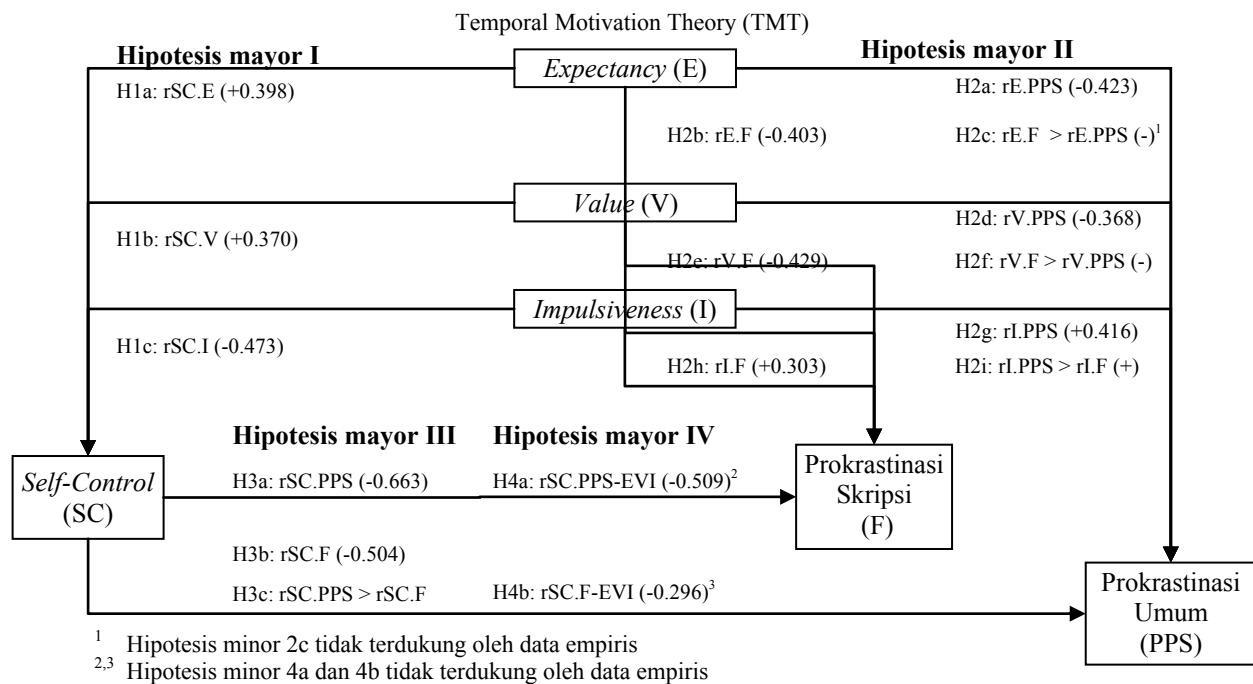 Temporal Motivation Theory (TMT)
Hipotesis mayor I
Hipotesis mayor II
Expectancy (E)
H1a: rSC.E (+0.398)
H2a: rE.PPS (-0.423)
H2b: rE.F (-0.403)
H2c: rE.F > rE.PPS (-)1
Value (V)
H1b: rSC.V (+0.370)
H2d: rV.PPS (-0.368)
H2e: rV.F (-0.429)
H2f: rV.F > rV.PPS (-)
Impulsiveness (I)
H1c: rSC.I (-0.473)
H2g: rI.PPS (+0.416)
H2h: rI.F (+0.303)
H2i: rI.PPS > rI.F (+)
Hipotesis mayor III
Hipotesis mayor IV
Self-Control
(SC)
H3a: rSC.PPS (-0.663)
H4a: rSC.PPS-EVI (-0.509)2
Prokrastinasi
Skripsi
(F)
H3b: rSC.F (-0.504)
H3c: rSC.PPS > rSC.F
H4b: rSC.F-EVI (-0.296)3
Prokrastinasi
Umum
(PPS)
1 Hipotesis minor 2c tidak terdukung oleh data empiris
2,3 Hipotesis minor 4a dan 4b tidak terdukung oleh data empiris